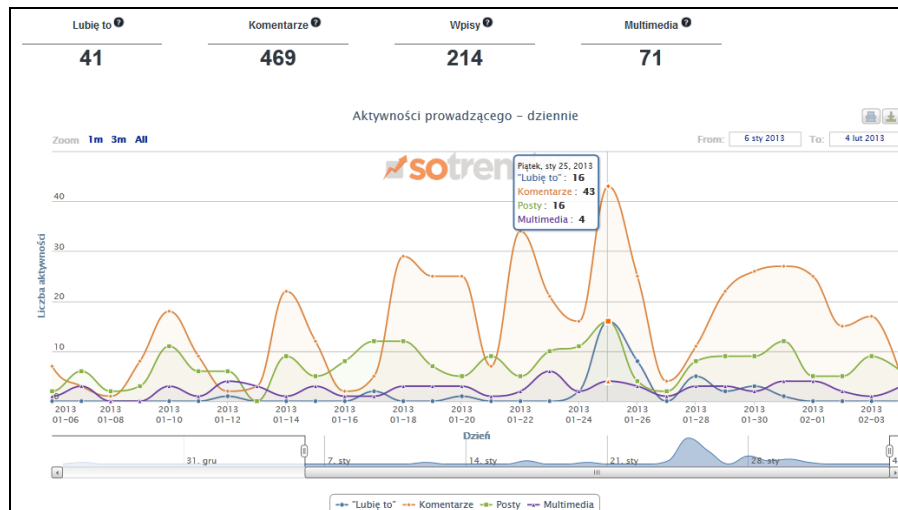 Lubię to ? Komentarze ? Wpisy ? Multimedia ?
41 469 214 71
Aktywności prowadzącego – dziennie
Zoom 1m 3m All From: 6 sty 2013 To: 4 lut 2013
sotren
Piątek, sty 25, 2013
"Lubię to" : 16
Komentarze : 43
Posty : 16
Multimedia : 4
Liczba aktywności
40
30
20
10
0
2013 2013 2013 2013 2013 2013 2013 2013 2013 2013 2013 2013 2013 2013 2013
01-06 01-08 01-10 01-12 01-14 01-16 01-18 01-20 01-22 01-24 01-26 01-28 01-30 02-01 02-03
Dzień
31. gru 7. sty 14. sty 21. sty 28. sty 4
"Lubię to" Komentarze Posty Multimedia